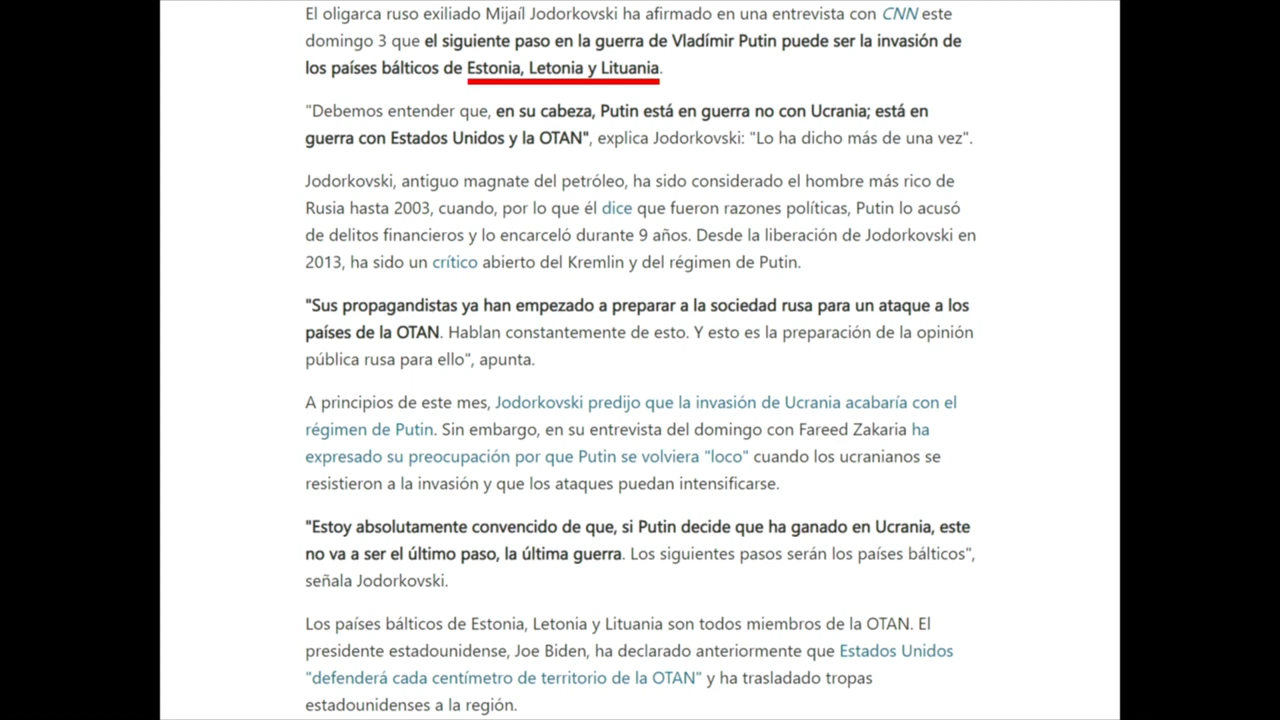 El oligarca ruso exiliado Mijaíl Jodorkovski ha afirmado en una entrevista con CNN este
domingo 3 que el siguiente paso en la guerra de Vladímir Putin puede ser la invasión de
los países bálticos de Estonia, Letonia y Lituania.
"Debemos entender que, en su cabeza, Putin está en guerra no con Ucrania; está en
guerra con Estados Unidos y la OTAN", explica Jodorkovski: "Lo ha dicho más de una vez".
Jodorkovski, antiguo magnate del petróleo, ha sido considerado el hombre más rico de
Rusia hasta 2003, cuando, por lo que él dice que fueron razones políticas, Putin lo acusó
de delitos financieros y lo encarceló durante 9 años. Desde la liberación de Jodorkovski en
2013, ha sido un crítico abierto del Kremlin y del régimen de Putin.
"Sus propagandistas ya han empezado a preparar a la sociedad rusa para un ataque a los
países de la OTAN. Hablan constantemente de esto. Y esto es la preparación de la opinión
pública rusa para ello", apunta.
A principios de este mes, Jodorkovski predijo que la invasión de Ucrania acabaría con el
régimen de Putin. Sin embargo, en su entrevista del domingo con Fareed Zakaria ha
expresado su preocupación por que Putin se volviera "loco" cuando los ucranianos se
resistieron a la invasión y que los ataques puedan intensificarse.
"Estoy absolutamente convencido de que, si Putin decide que ha ganado en Ucrania, este
no va a ser el último paso, la última guerra. Los siguientes pasos serán los países bálticos",
señala Jodorkovski.
Los países bálticos de Estonia, Letonia y Lituania son todos miembros de la OTAN. El
presidente estadounidense, Joe Biden, ha declarado anteriormente que Estados Unidos
"defenderá cada centímetro de territorio de la OTAN" y ha trasladado tropas
estadounidenses a la región.